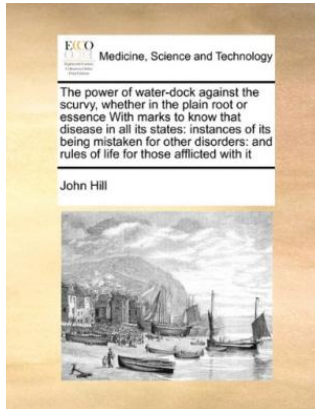 ECCO
Medicine, Science and Technology
The power of water-dock against the
scurvy, whether in the plain root or
essence With marks to know that
disease in all its states: instances of its
being mistaken for other disorders: and
rules of life for those afflicted with it
John Hill